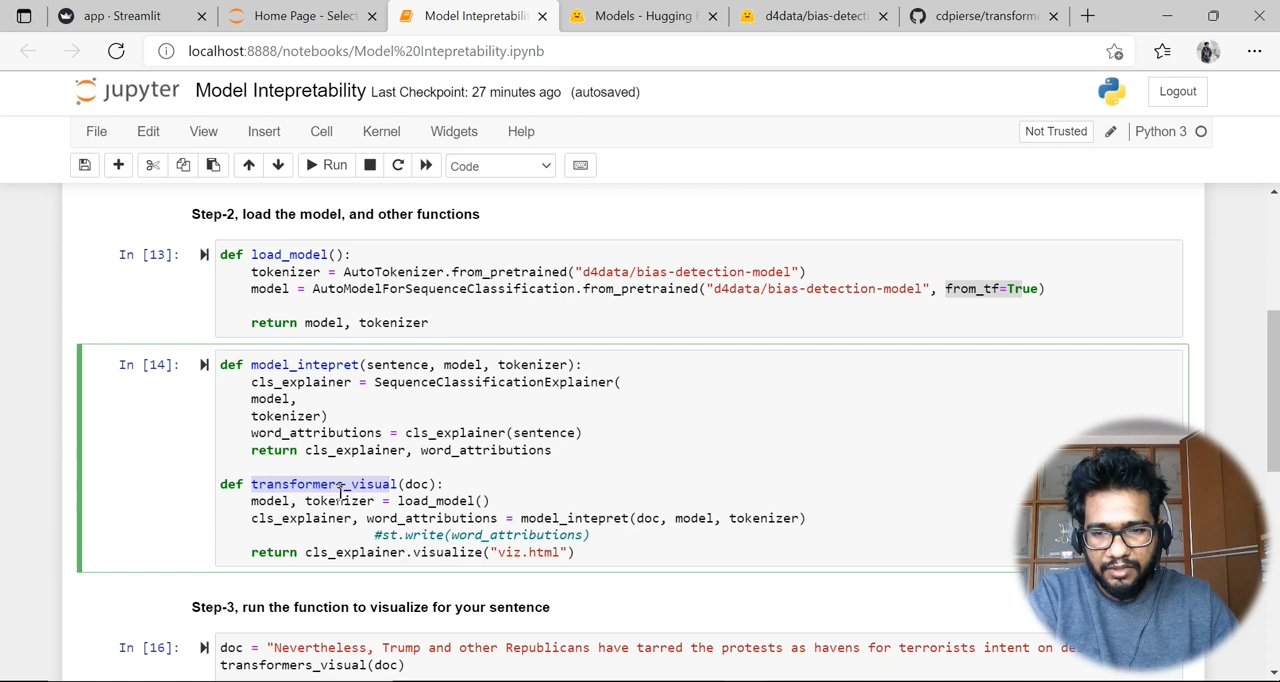 app · Streamlit
Home Page - Select
Model Intepretabili
Models - Hugging F
d4data/bias-detecti
cdpierse/transforme
localhost:8888/notebooks/Model%20Intepretability.ipynb
jupyter Model Intepretability Last Checkpoint: 27 minutes ago (autosaved)
Logout
File Edit View Insert Cell Kernel Widgets Help
Not Trusted Python 3
Run Code
Step-2, load the model, and other functions
In [13]: def load_model():
tokenizer = AutoTokenizer.from_pretrained("d4data/bias-detection-model")
model = AutoModelForSequenceClassification.from_pretrained("d4data/bias-detection-model", from_tf=True)
return model, tokenizer
In [14]: def model_intepret(sentence, model, tokenizer):
cls_explainer = SequenceClassificationExplainer(
model,
tokenizer)
word_attributions = cls_explainer(sentence)
return cls_explainer, word_attributions
def transformers_visual(doc):
model, tokenizer = load_model()
cls_explainer, word_attributions = model_intepret(doc, model, tokenizer)
#st.write(word_attributions)
return cls_explainer.visualize("viz.html")
Step-3, run the function to visualize for your sentence
In [16]: doc = "Nevertheless, Trump and other Republicans have tarred the protests as havens for terrorists intent on de
transformers_visual(doc)